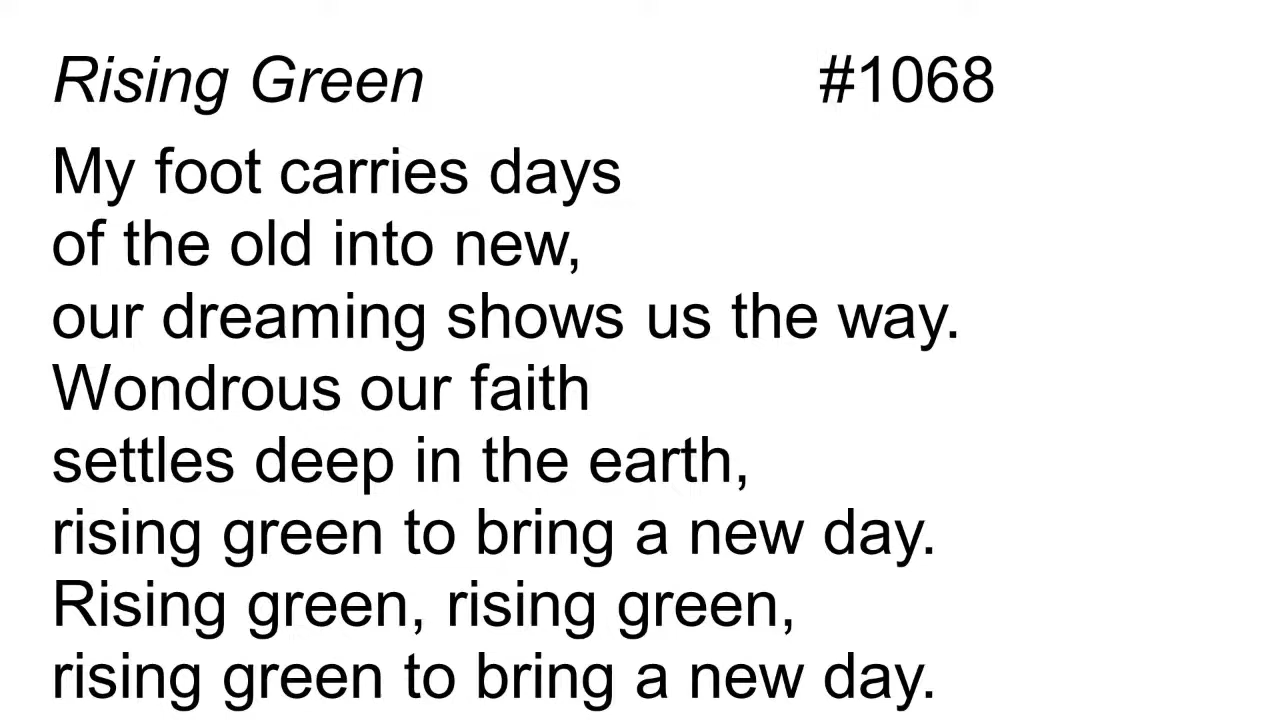 Rising Green #1068
My foot carries days
of the old into new,
our dreaming shows us the way.
Wondrous our faith
settles deep in the earth,
rising green to bring a new day.
Rising green, rising green,
rising green to bring a new day.